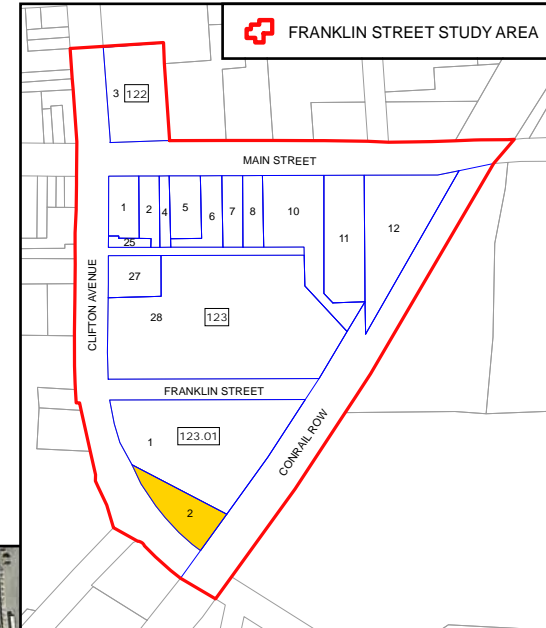 FRANKLIN STREET STUDY AREA
3 122
MAIN STREET
1 2 4 5 6 7 8 10 11 12
25
27
CLIFTON AVENUE
28 123
FRANKLIN STREET
1 123.01
CONRAIL ROW
2